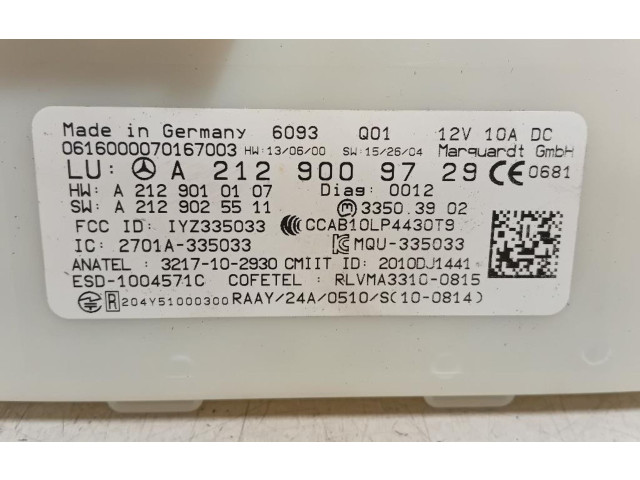 Made in Germany 6093 Q01 12V 10A DC
0616000070167003 HW:13/06/00 SW:15/26/04 Marquardt GmbH
LU: A 212 900 97 29 CE 0681
HW: A 212 901 01 07 Diag: 0012
SW: A 212 902 55 11 3350.3902
FCC ID: IYZ335033 CCAB10LP4430T9
IC: 2701A-335033 MQU-335033
ANATEL: 3217-10-2930 CMIIT ID: 2010DJ1441
ESD-1004571C COFETEL: RLVMA3310-0815
R 204Y51000300 RAAY/24A/0510/S(10-0814)